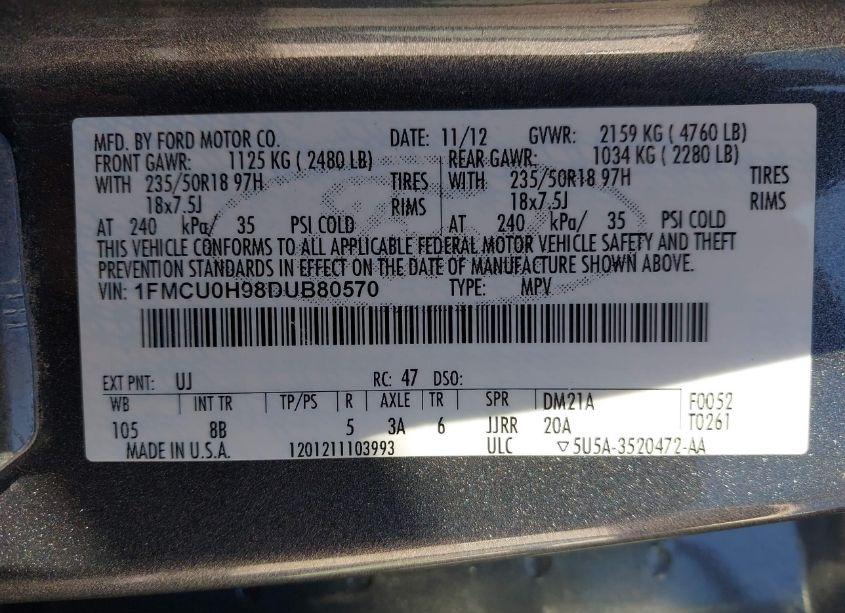 MFD. BY FORD MOTOR CO. DATE: 11/12 GVWR: 2159 KG ( 4760 LB)
FRONT GAWR: 1125 KG ( 2480 LB) REAR GAWR: 1034 KG ( 2280 LB)
WITH 235/50R18 97H TIRES WITH 235/50R18 97H TIRES
18x7.5J RIMS 18x7.5J RIMS
AT 240 kPa/ 35 PSI COLD AT 240 kPa/ 35 PSI COLD
THIS VEHICLE CONFORMS TO ALL APPLICABLE FEDERAL MOTOR VEHICLE SAFETY AND THEFT
PREVENTION STANDARDS IN EFFECT ON THE DATE OF MANUFACTURE SHOWN ABOVE.
VIN: 1FMCU0H98DUB80570 TYPE: MPV
EXT PNT: UJ RC: 47 DSO:
WB INT TR TP/PS R AXLE TR SPR DM21A F0052
105 8B 5 3A 6 JJRR 20A T0261
MADE IN U.S.A. 1201211103993 ULC ▽5U5A-3520472-AA